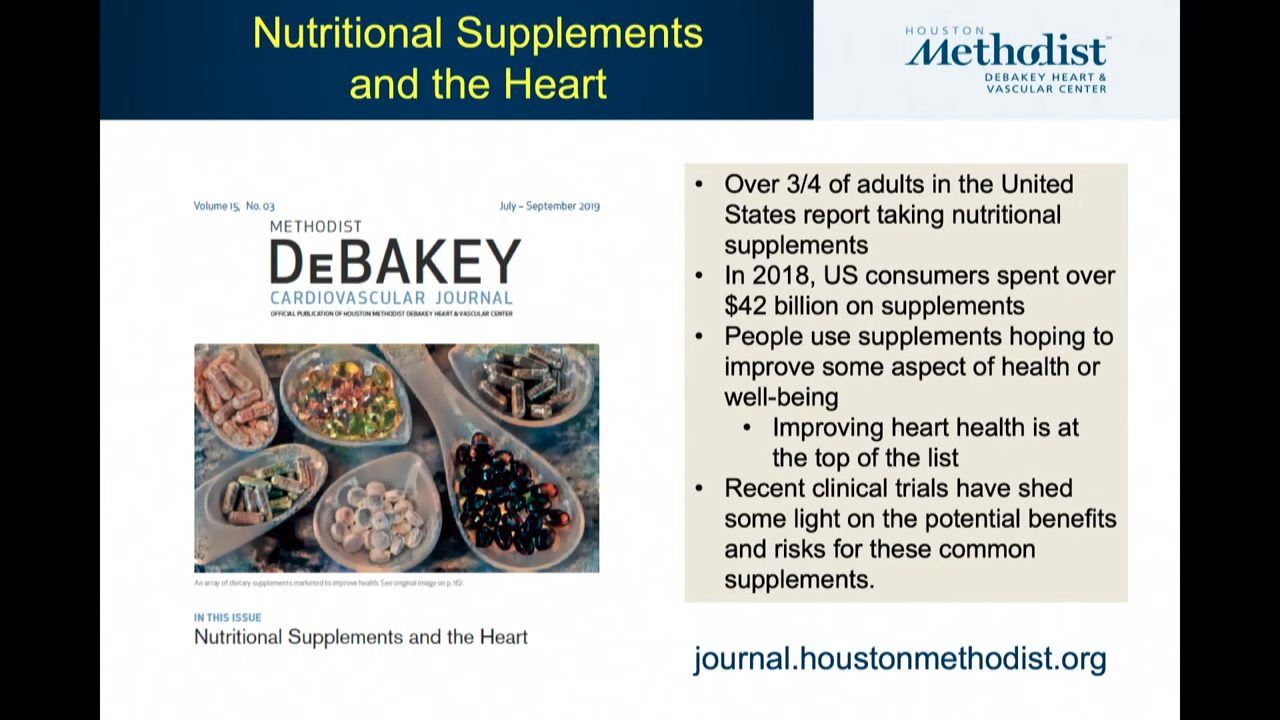 Nutritional Supplements
and the Heart
HOUSTON
Methodist
DEBAKEY HEART &
VASCULAR CENTER
Volume 15, No. 03
July – September 2019
METHODIST
DEBAKEY
CARDIOVASCULAR JOURNAL
OFFICIAL PUBLICATION OF HOUSTON METHODIST DEBAKEY HEART & VASCULAR CENTER
An array of dietary supplements marketed to improve health. See original image on p.
IN THIS ISSUE
Nutritional Supplements and the Heart
• Over 3/4 of adults in the United
States report taking nutritional
supplements
• In 2018, US consumers spent over
$42 billion on supplements
• People use supplements hoping to
improve some aspect of health or
well-being
• Improving heart health is at
the top of the list
• Recent clinical trials have shed
some light on the potential benefits
and risks for these common
supplements.
journal.houstonmethodist.org